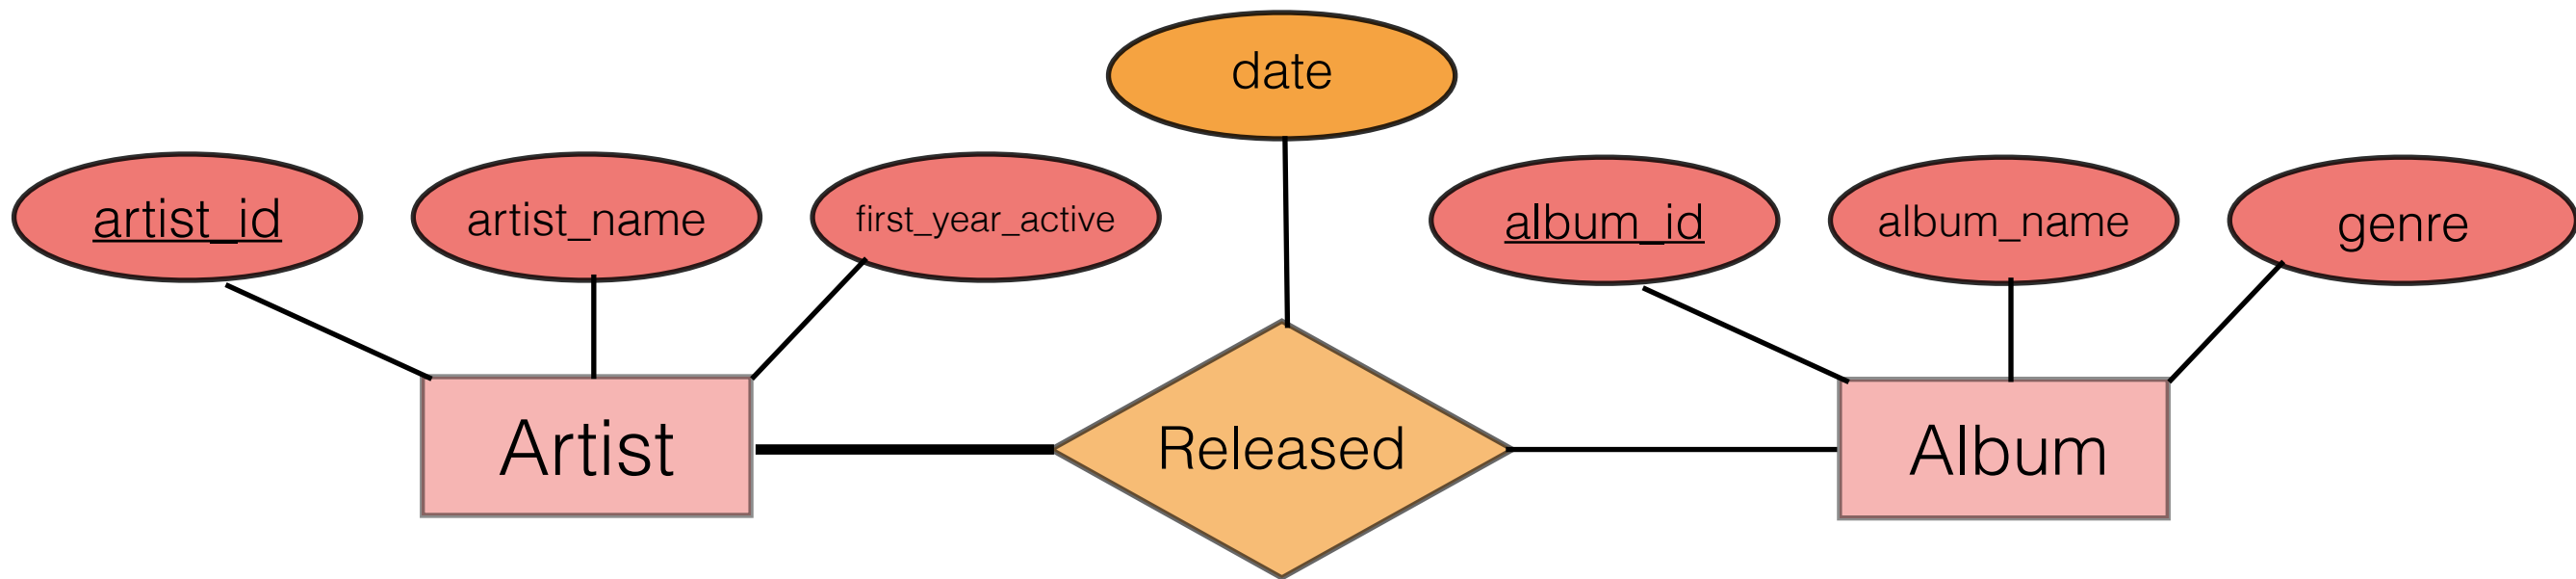 date
artist_id
artist_name
first_year_active
album_id
album_name
genre
Artist
Released
Album